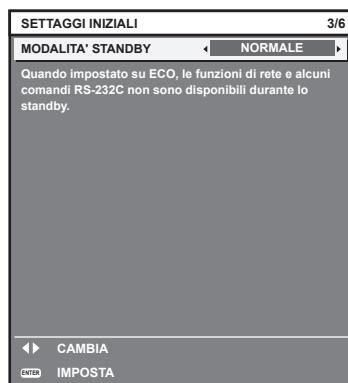 SETTAGGI INIZIALI 3/6
MODALITA' STANDBY NORMALE
Quando impostato su ECO, le funzioni di rete e alcuni
comandi RS-232C non sono disponibili durante lo
standby.
CAMBIA
ENTER IMPOSTA